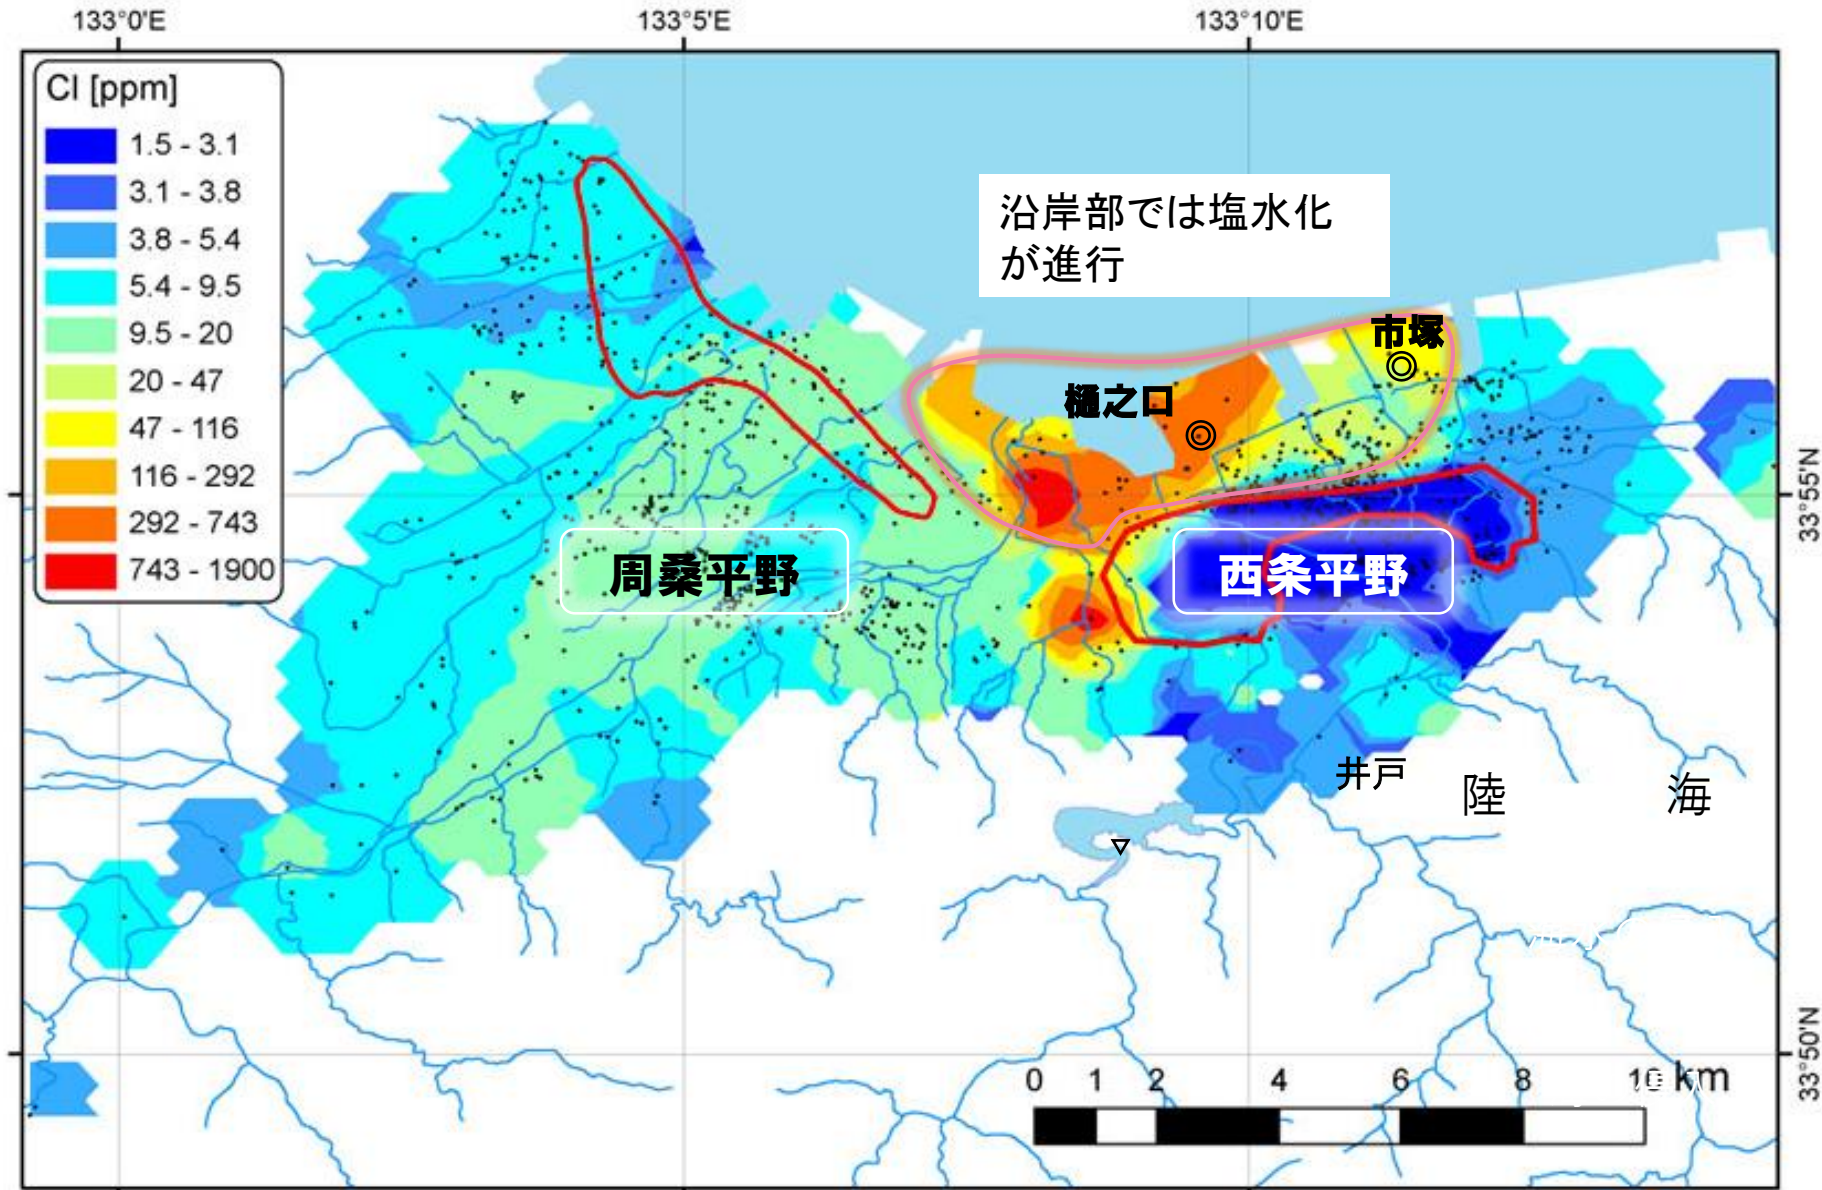 133°0'E
133°5'E
133°10'E
Cl [ppm]
1.5 - 3.1
3.1 - 3.8
3.8 - 5.4
5.4 - 9.5
9.5 - 20
20 - 47
47 - 116
116 - 292
292 - 743
743 - 1900
沿岸部では塩水化
が進行
市塚
樋之口
周桑平野
西条平野
33°55'N
井戸
陸
海
33°50'N
0 1 2 4 6 8 10 km